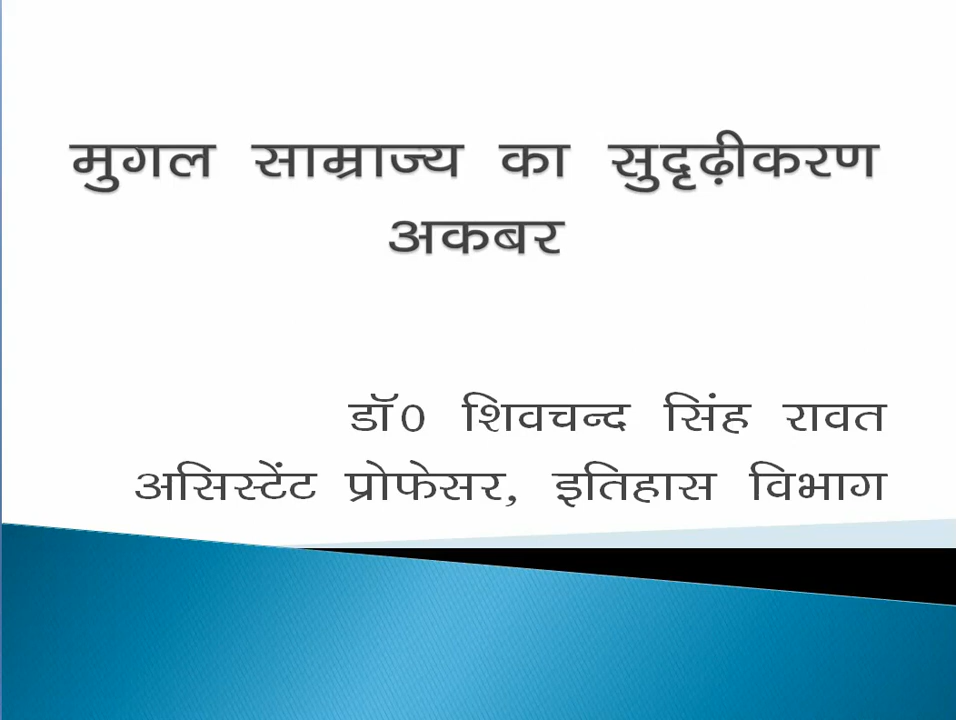 मुगल साम्राज्य का सुदृढ़ीकरण
अकबर
डॉ0 शिवचन्द सिंह रावत
असिस्टेंट प्रोफेसर, इतिहास विभाग